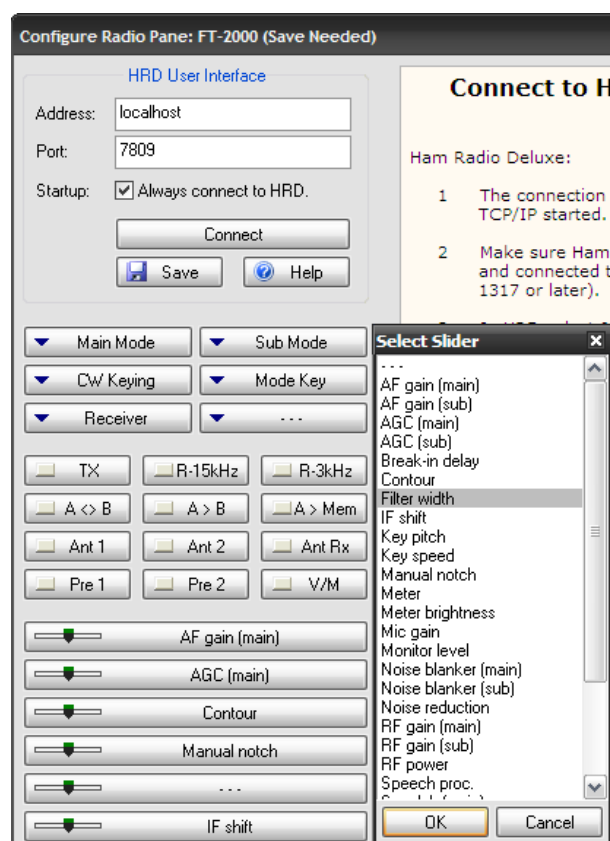 Configure Radio Pane: FT-2000 (Save Needed)
HRD User Interface
Address: localhost
Port: 7809
Startup: Always connect to HRD.
Connect
Save Help
Connect to H
Ham Radio Deluxe:
1 The connection
TCP/IP started.
2 Make sure Ham
and connected t
1317 or later).
Main Mode Sub Mode
CW Keying Mode Key
Receiver ---
TX R-15kHz R-3kHz
A <> B A > B A > Mem
Ant 1 Ant 2 Ant Rx
Pre 1 Pre 2 V/M
AF gain (main)
AGC (main)
Contour
Manual notch
---
IF shift
Select Slider
---
AF gain (main)
AF gain (sub)
AGC (main)
AGC (sub)
Break-in delay
Contour
Filter width
IF shift
Key pitch
Key speed
Manual notch
Meter
Meter brightness
Mic gain
Monitor level
Noise blanker (main)
Noise blanker (sub)
Noise reduction
RF gain (main)
RF gain (sub)
RF power
Speech proc.
OK Cancel